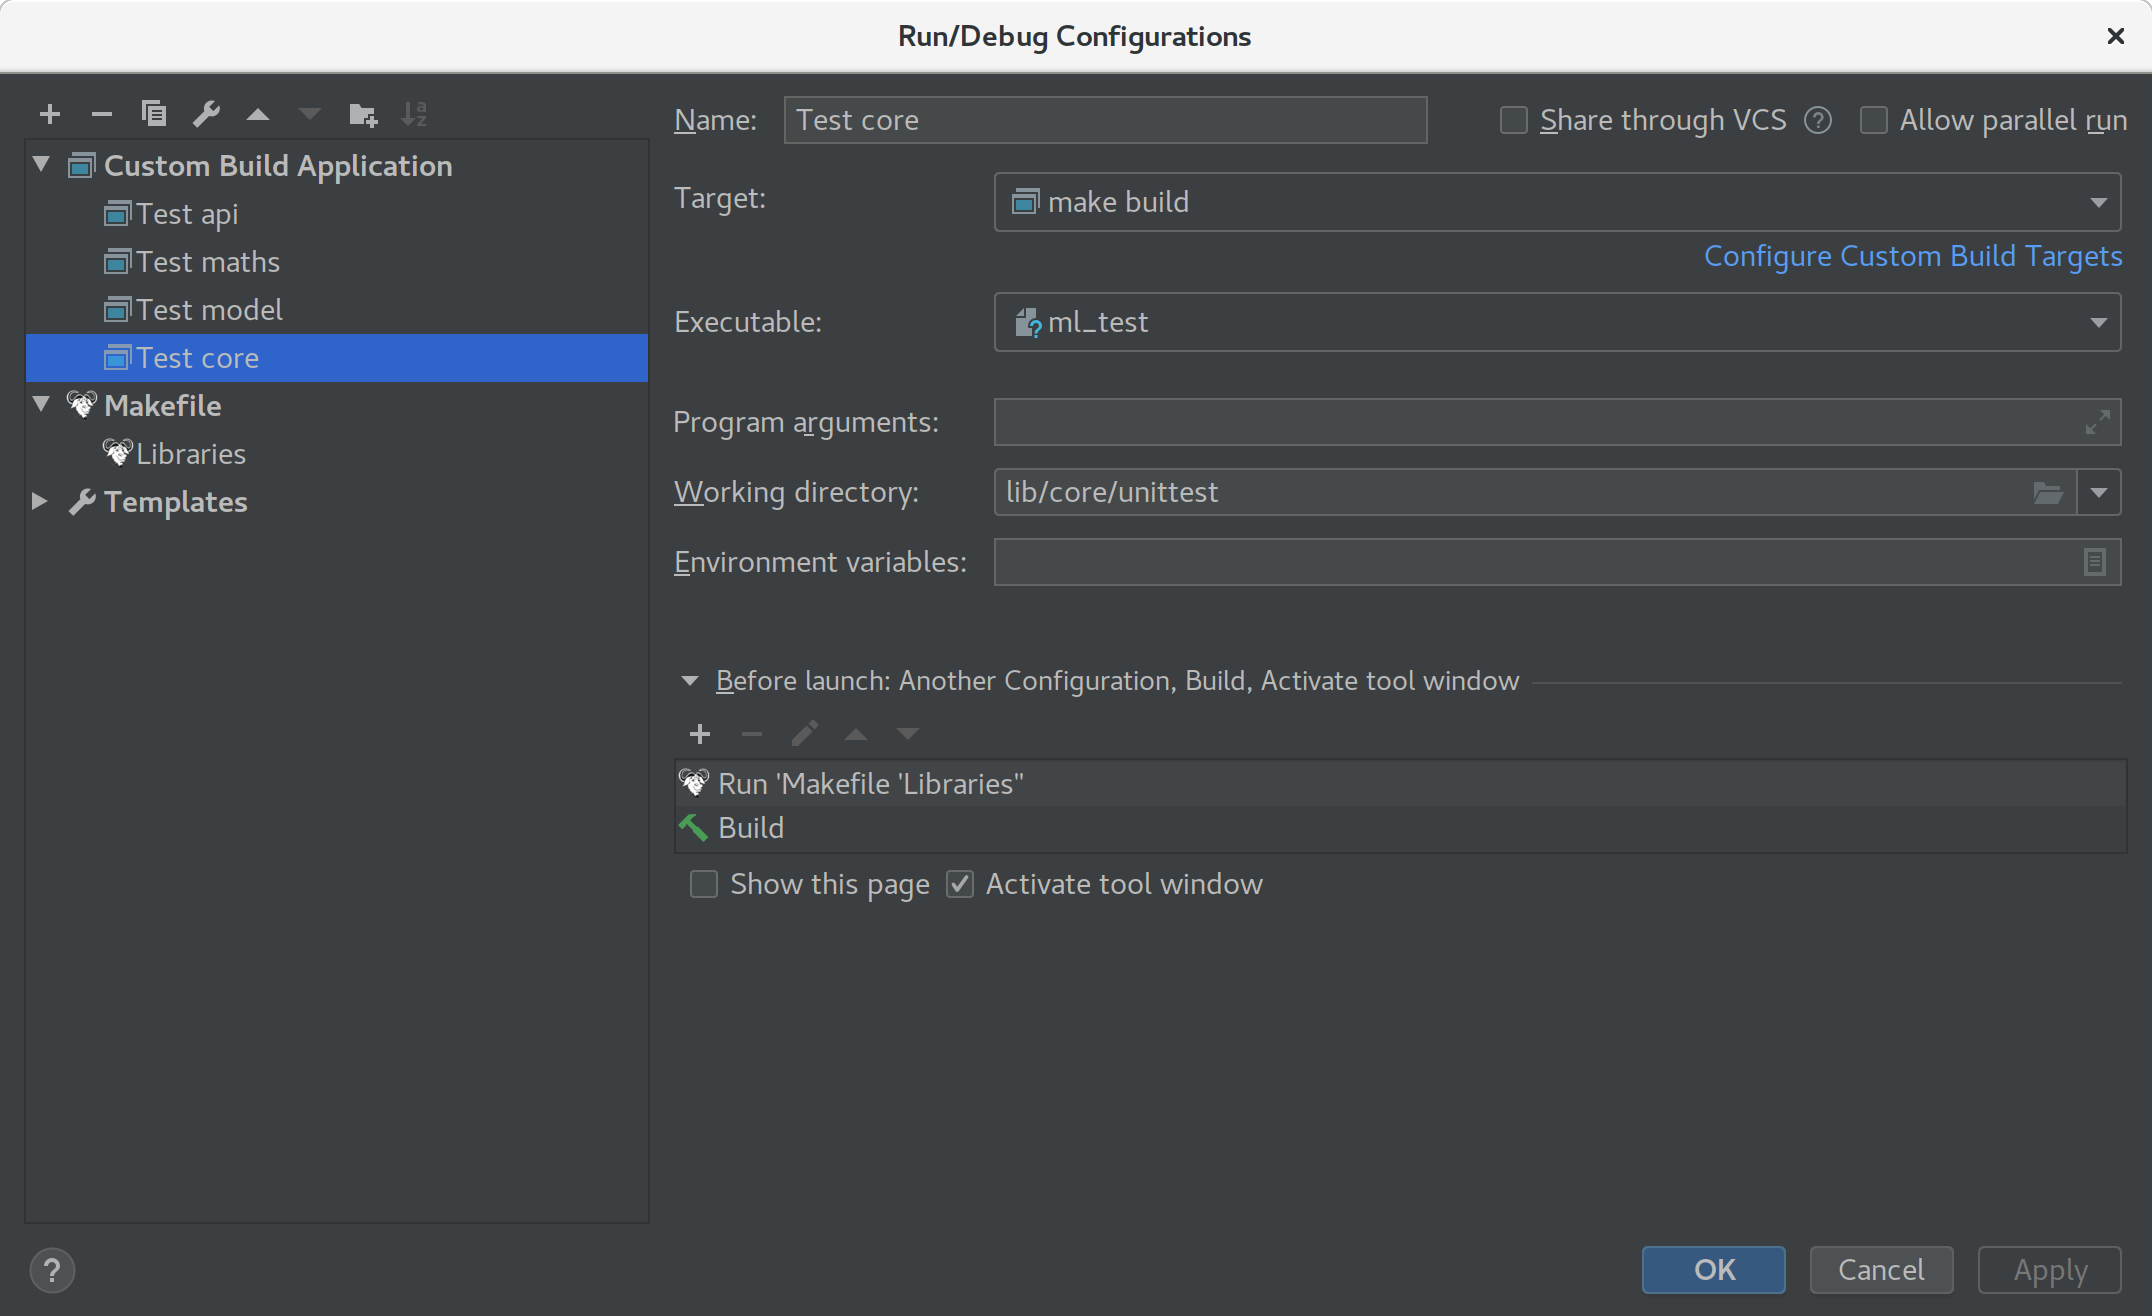 Run/Debug Configurations
Name: Test core Share through VCS ? Allow parallel run
Custom Build Application
Test api
Test maths
Test model
Test core
Makefile
Libraries
Templates
Target: make build
Configure Custom Build Targets
Executable: ml_test
Program arguments:
Working directory: lib/core/unittest
Environment variables:
Before launch: Another Configuration, Build, Activate tool window
Run 'Makefile 'Libraries''
Build
Show this page Activate tool window
? OK Cancel Apply